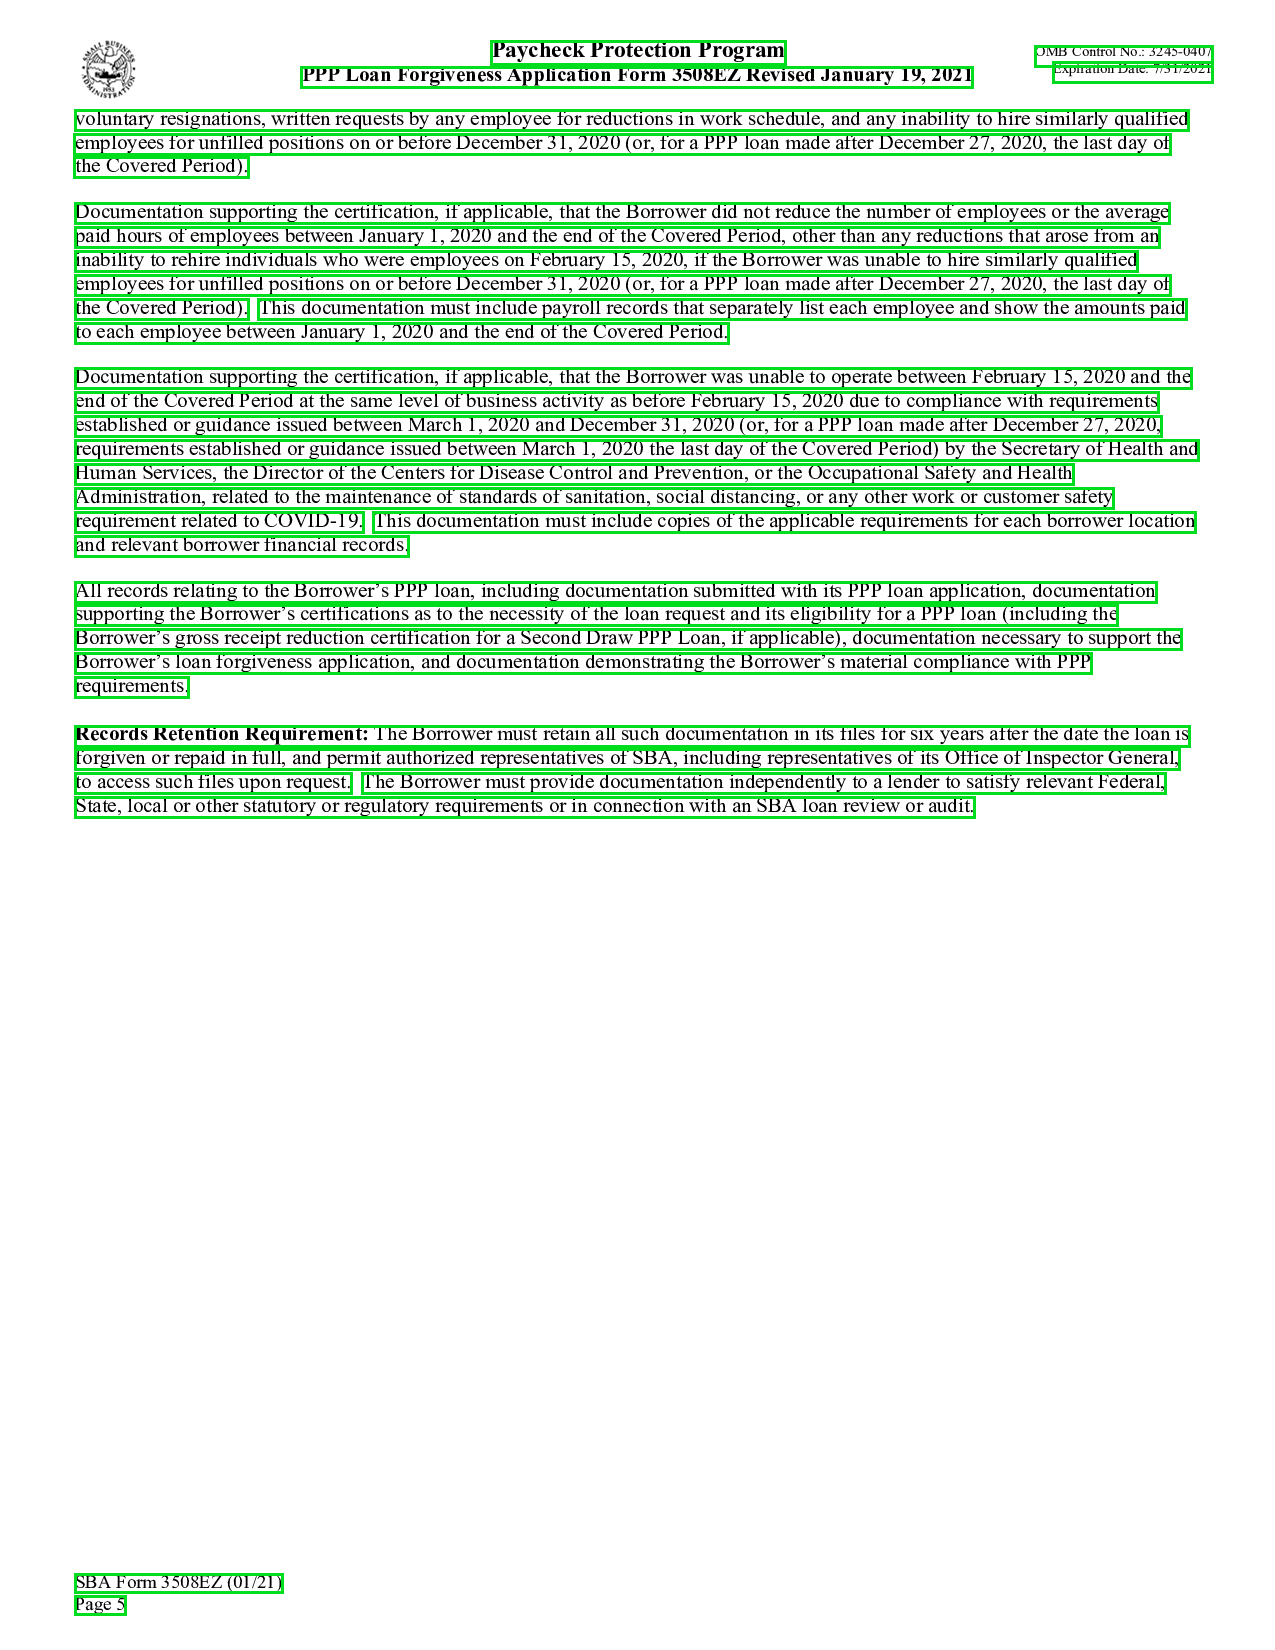 Paycheck Protection Program
PPP Loan Forgiveness Application Form 3508EZ Revised January 19, 2021
OMB Control No.: 3245-0407
Expiration Date: 7/31/2021
voluntary resignations, written requests by any employee for reductions in work schedule, and any inability to hire similarly qualified
employees for unfilled positions on or before December 31, 2020 (or, for a PPP loan made after December 27, 2020, the last day of
the Covered Period).
Documentation supporting the certification, if applicable, that the Borrower did not reduce the number of employees or the average
paid hours of employees between January 1, 2020 and the end of the Covered Period, other than any reductions that arose from an
inability to rehire individuals who were employees on February 15, 2020, if the Borrower was unable to hire similarly qualified
employees for unfilled positions on or before December 31, 2020 (or, for a PPP loan made after December 27, 2020, the last day of
the Covered Period). This documentation must include payroll records that separately list each employee and show the amounts paid
to each employee between January 1, 2020 and the end of the Covered Period.
Documentation supporting the certification, if applicable, that the Borrower was unable to operate between February 15, 2020 and the
end of the Covered Period at the same level of business activity as before February 15, 2020 due to compliance with requirements
established or guidance issued between March 1, 2020 and December 31, 2020 (or, for a PPP loan made after December 27, 2020,
requirements established or guidance issued between March 1, 2020 the last day of the Covered Period) by the Secretary of Health and
Human Services, the Director of the Centers for Disease Control and Prevention, or the Occupational Safety and Health
Administration, related to the maintenance of standards of sanitation, social distancing, or any other work or customer safety
requirement related to COVID-19. This documentation must include copies of the applicable requirements for each borrower location
and relevant borrower financial records.
All records relating to the Borrower’s PPP loan, including documentation submitted with its PPP loan application, documentation
supporting the Borrower’s certifications as to the necessity of the loan request and its eligibility for a PPP loan (including the
Borrower’s gross receipt reduction certification for a Second Draw PPP Loan, if applicable), documentation necessary to support the
Borrower’s loan forgiveness application, and documentation demonstrating the Borrower’s material compliance with PPP
requirements.
Records Retention Requirement: The Borrower must retain all such documentation in its files for six years after the date the loan is
forgiven or repaid in full, and permit authorized representatives of SBA, including representatives of its Office of Inspector General,
to access such files upon request. The Borrower must provide documentation independently to a lender to satisfy relevant Federal,
State, local or other statutory or regulatory requirements or in connection with an SBA loan review or audit.
SBA Form 3508EZ (01/21)
Page 5